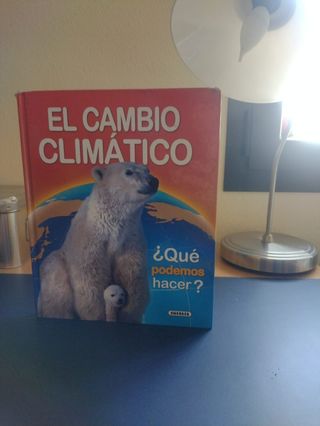 EL CAMBIO
CLIMÁTICO
¿Qué
podemos
hacer?
SUSAETA